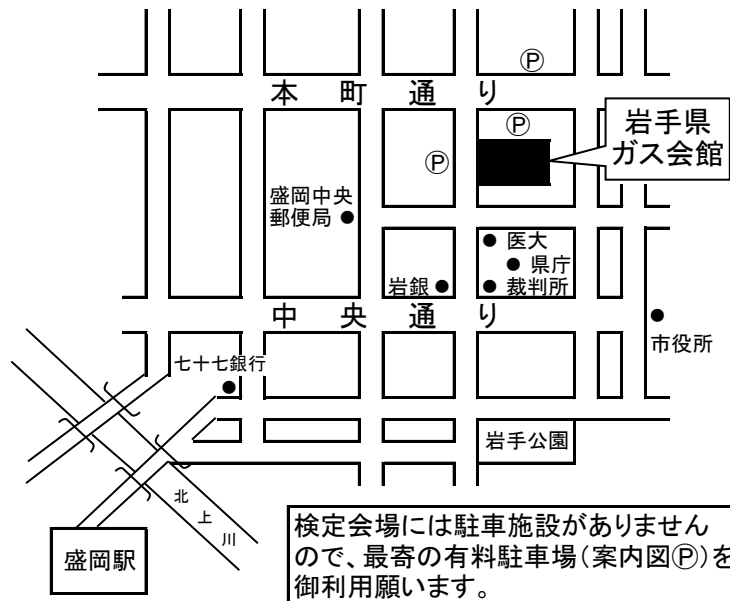 Ⓟ
本町通り
Ⓟ
Ⓟ
岩手県
ガス会館
盛岡中央
郵便局
医大
県庁
裁判所
岩銀
中央通り
市役所
七十七銀行
岩手公園
北上川
盛岡駅
検定会場には駐車施設がありません
ので、最寄の有料駐車場(案内図Ⓟ)を
御利用願います。